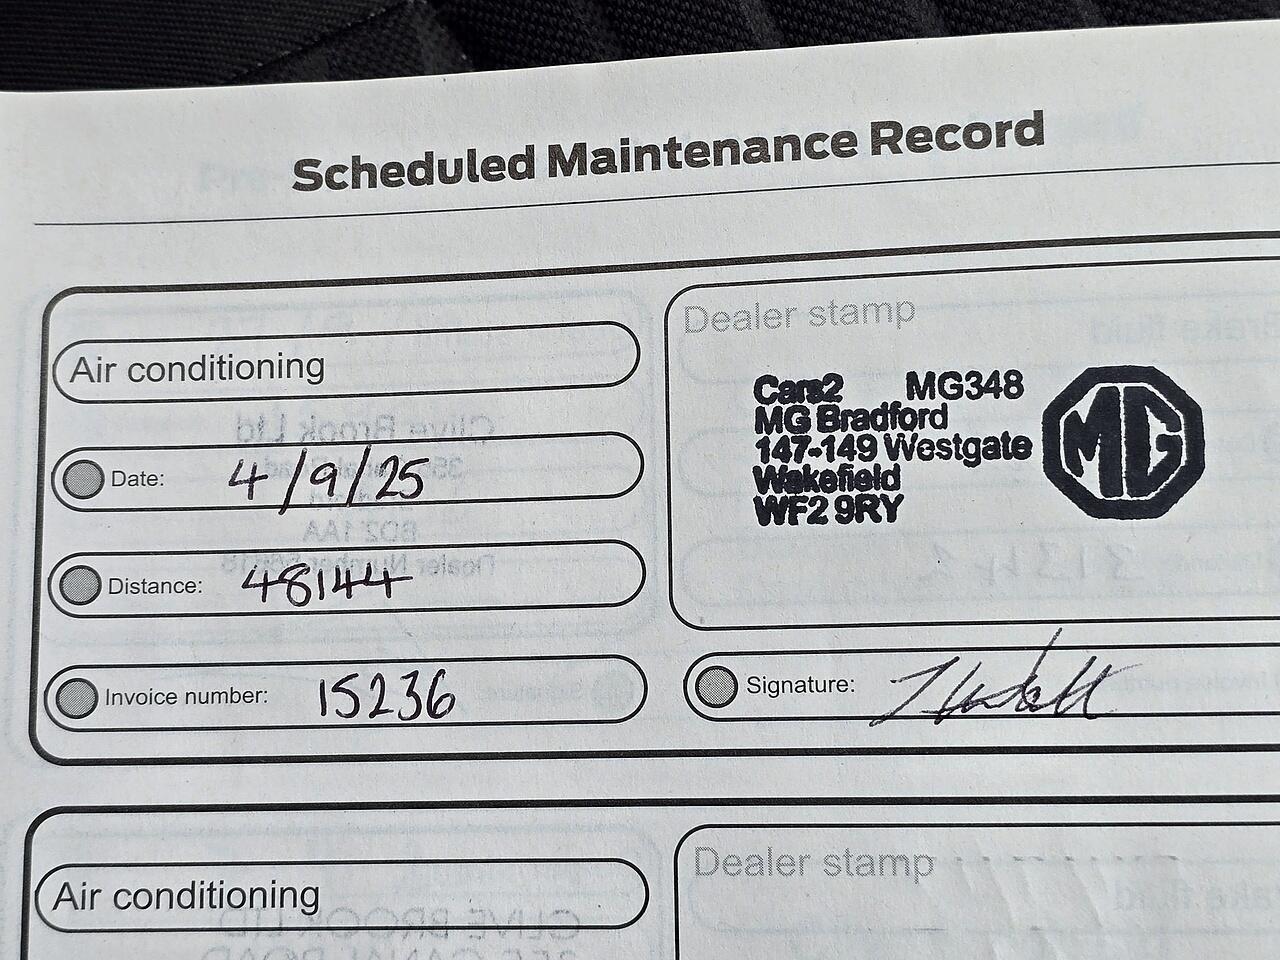 Scheduled Maintenance Record
Air conditioning
Date: 4/9/25
Distance: 48144
Invoice number: 15236
Dealer stamp
Cars2 MG348
MG Bradford
147-149 Westgate
Wakefield
WF2 9RY
MG
Signature:
Air conditioning
Dealer stamp